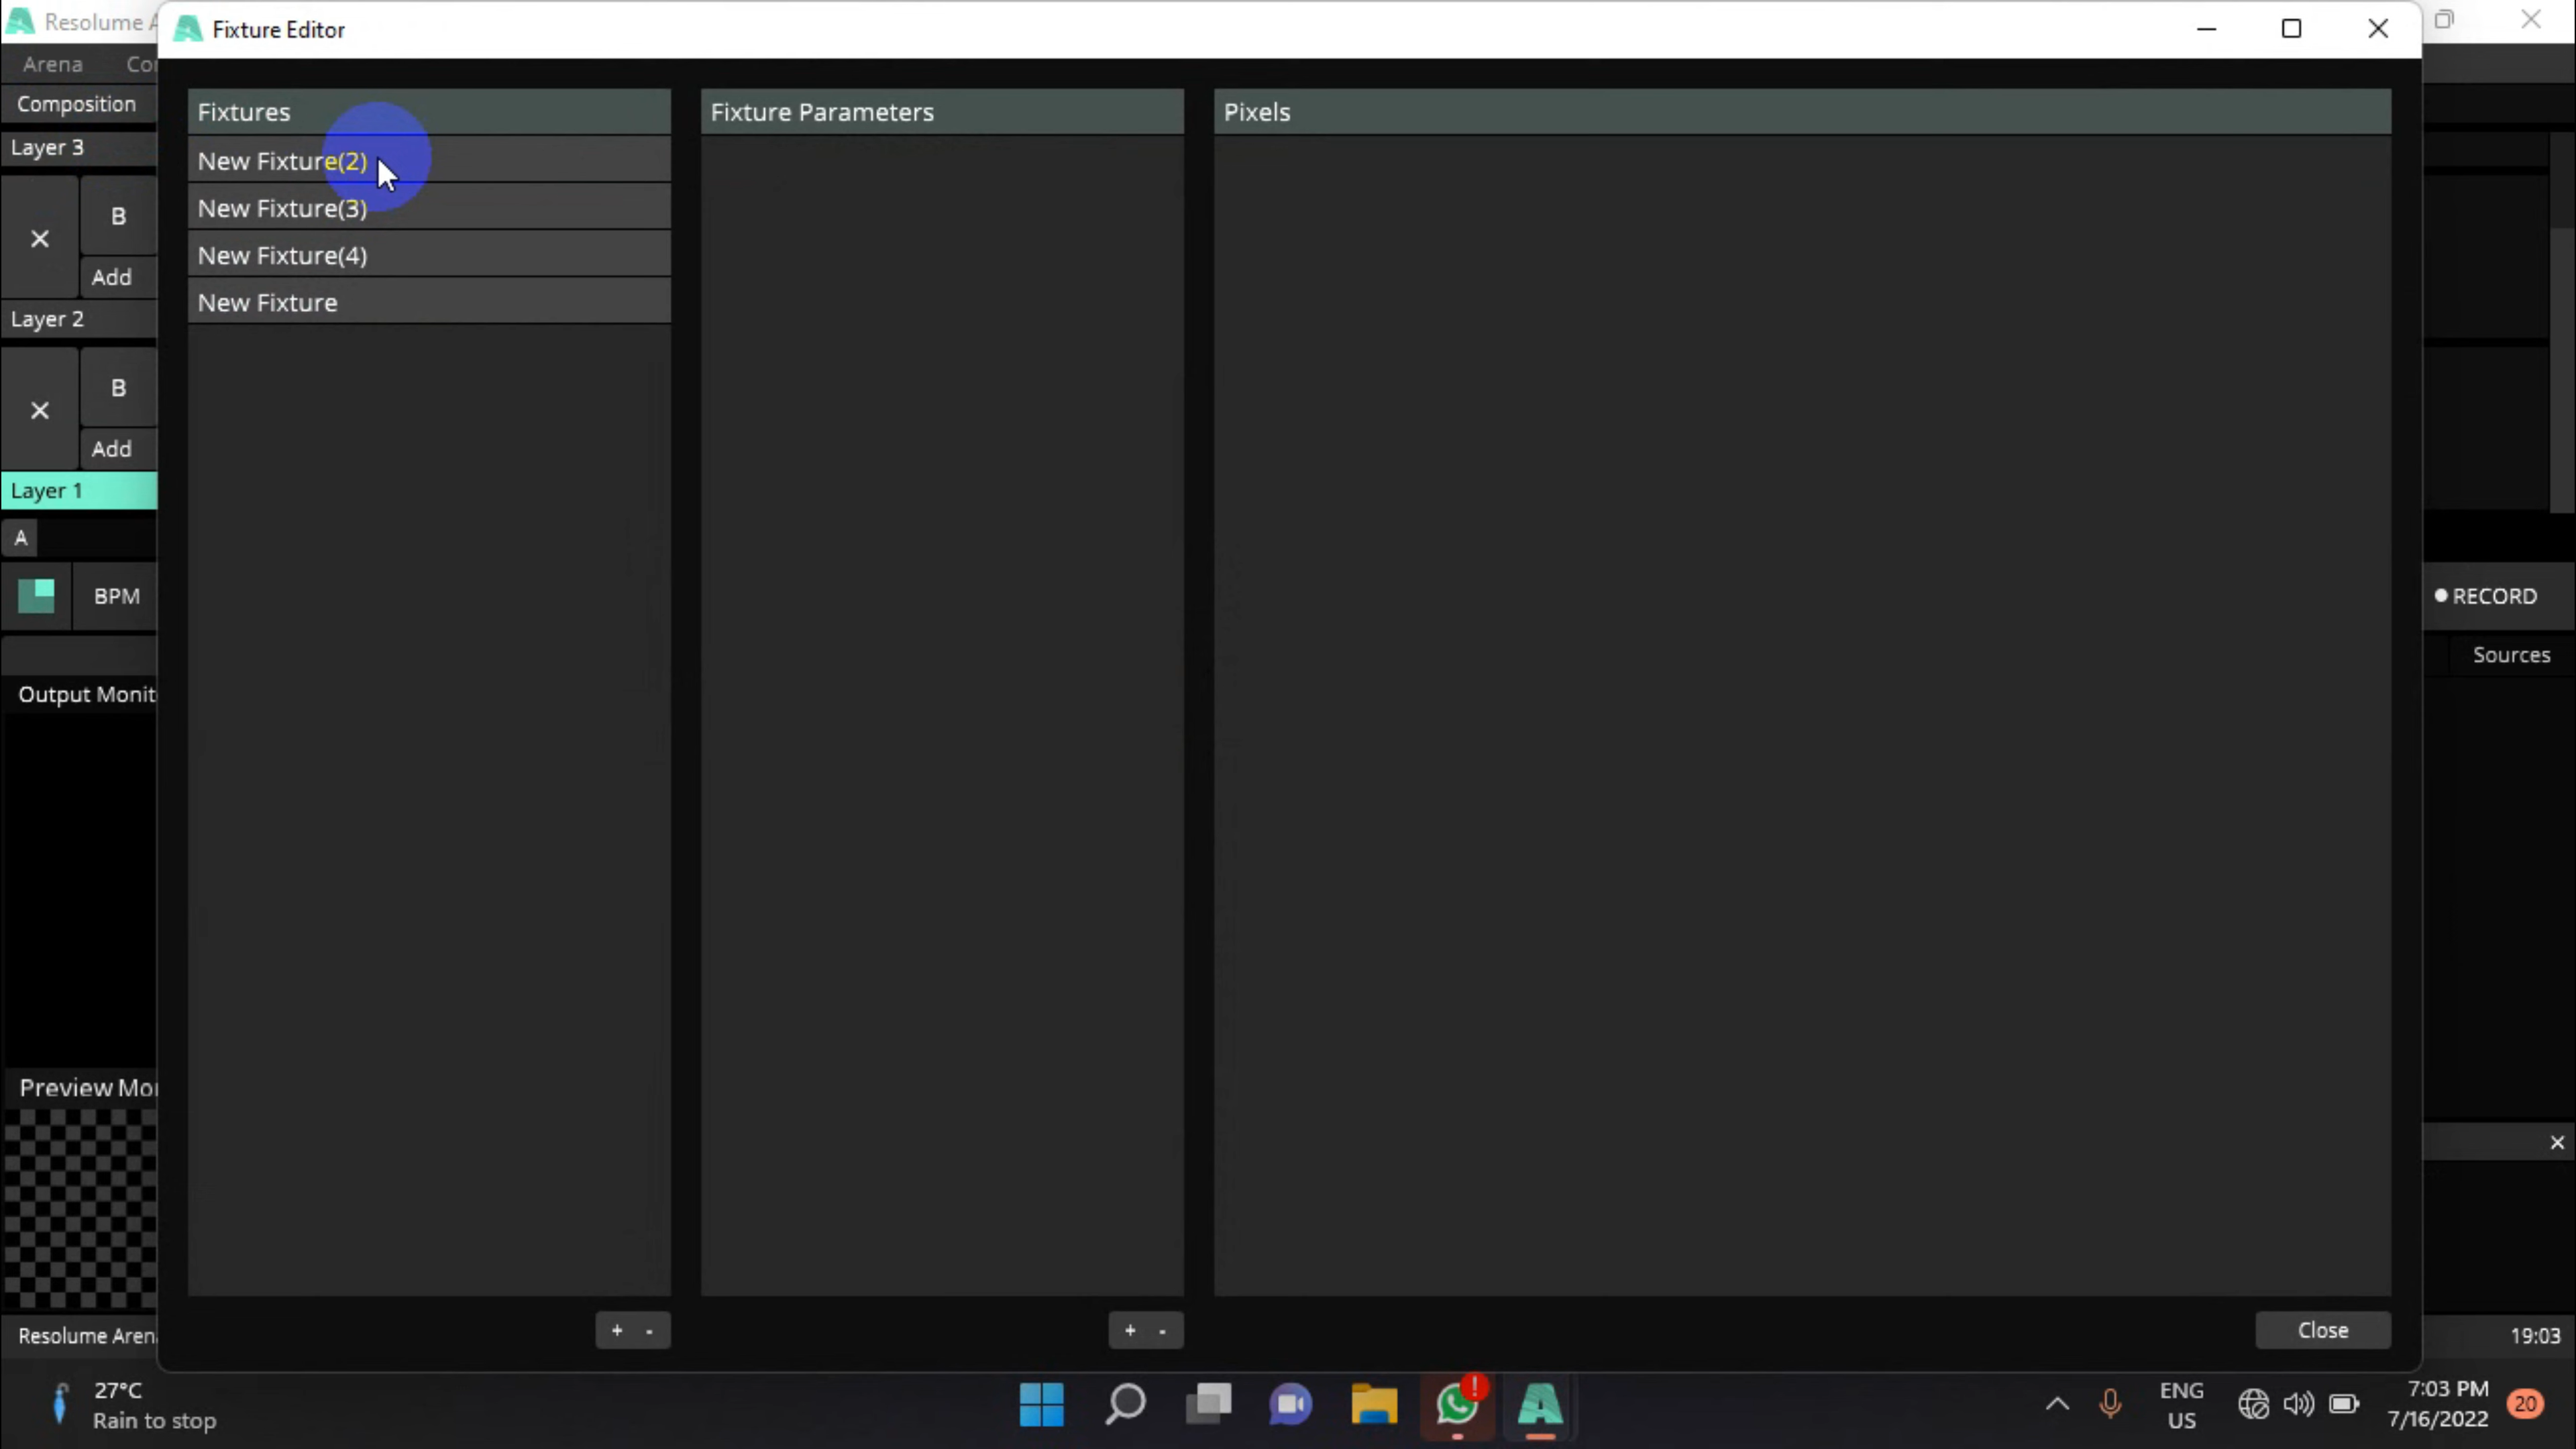 Resolume A
Fixture Editor
Arena Co
Composition
Layer 3
B
Add
Layer 2
B
Add
Layer 1
A
BPM
Output Monit
Preview Mo
Resolume Aren
Fixtures
New Fixture(2)
New Fixture(3)
New Fixture(4)
New Fixture
+ -
Fixture Parameters
+ -
Pixels
Close
RECORD
Sources
19:03
27°C
Rain to stop
!
ENG
US
7:03 PM
7/16/2022
20